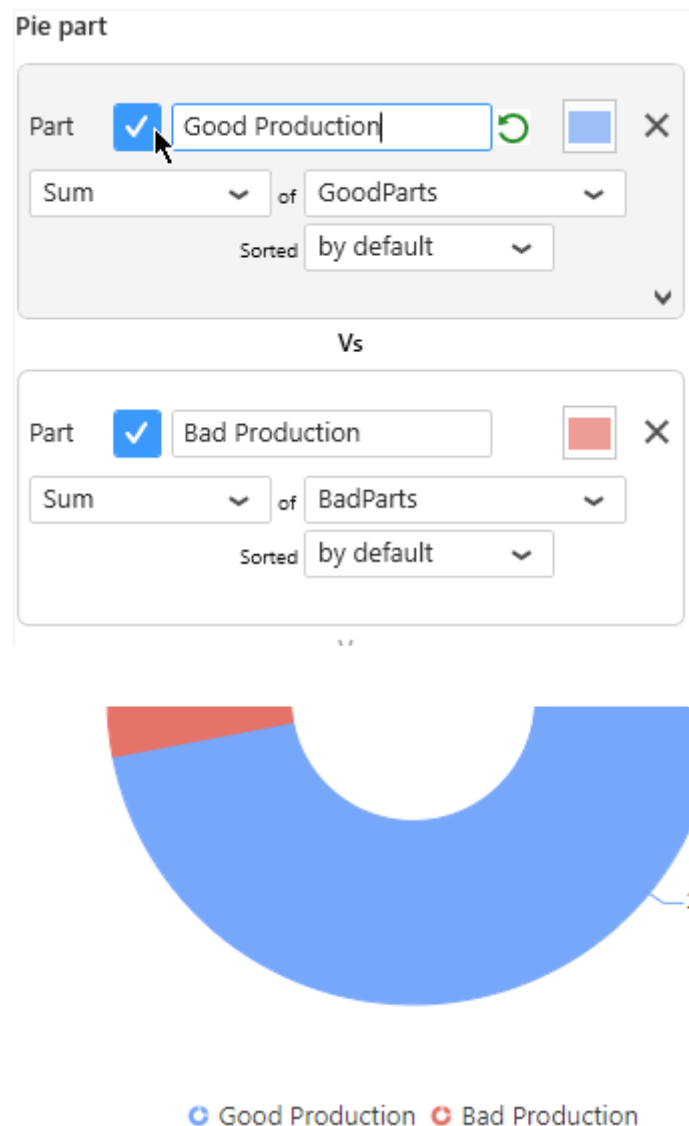 Pie part
Part Good Production
Sum of GoodParts
Sorted by default
Vs
Part Bad Production
Sum of BadParts
Sorted by default
Good Production Bad Production